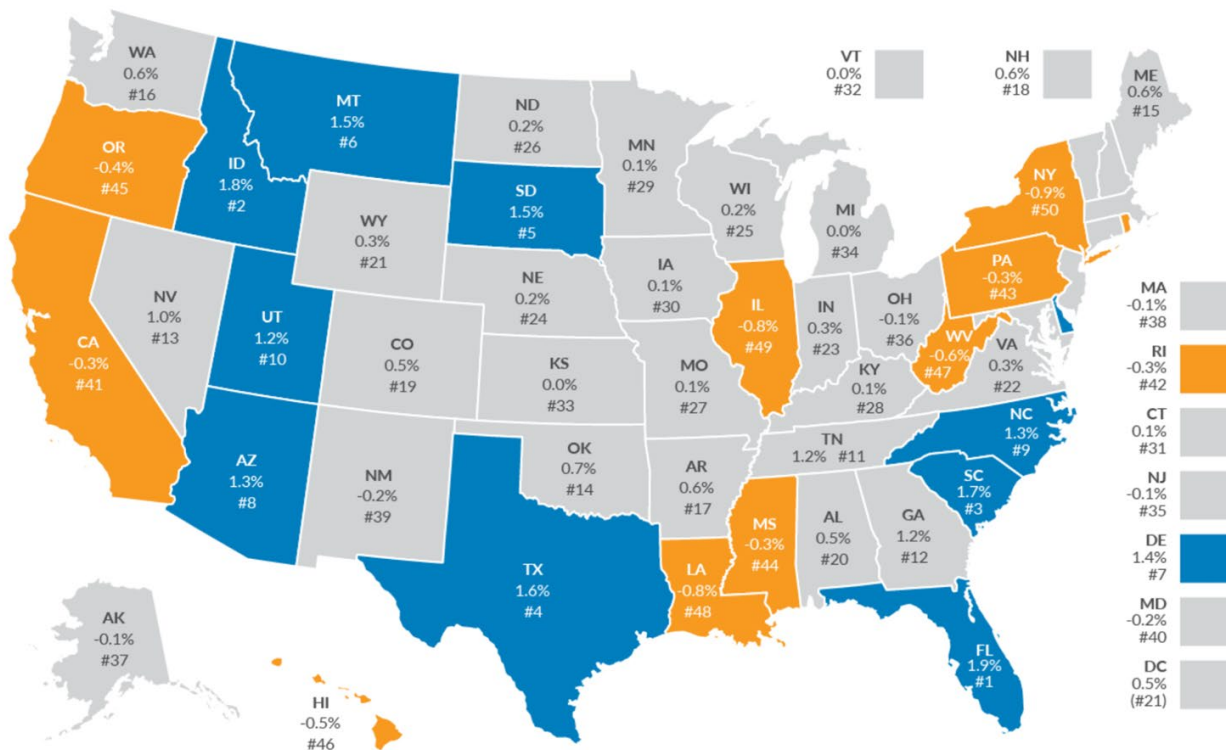 WA
0.6%
#16
OR
-0.4%
#45
CA
-0.3%
#41
ID
1.8%
#2
MT
1.5%
#6
ND
0.2%
#26
SD
1.5%
#5
WY
0.3%
#21
NV
1.0%
#13
UT
1.2%
#10
CO
0.5%
#19
NE
0.2%
#24
KS
0.0%
#33
AZ
1.3%
#8
NM
-0.2%
#39
OK
0.7%
#14
TX
1.6%
#4
MN
0.1%
#29
IA
0.1%
#30
MO
0.1%
#27
AR
0.6%
#17
LA
-0.8%
#48
WI
0.2%
#25
IL
-0.8%
#49
MI
0.0%
#34
IN
0.3%
#23
OH
-0.1%
#36
KY
0.1%
#28
TN
1.2% #11
MS
-0.3%
#44
AL
0.5%
#20
GA
1.2%
#12
FL
1.9%
#1
SC
1.7%
#3
NC
1.3%
#9
VA
0.3%
#22
WV
-0.6%
#47
PA
-0.3%
#43
NY
-0.9%
#50
VT
0.0%
#32
NH
0.6%
#18
ME
0.6%
#15
MA
-0.1%
#38
RI
-0.3%
#42
CT
0.1%
#31
NJ
-0.1%
#35
DE
1.4%
#7
MD
-0.2%
#40
DC
0.5%
(#21)
AK
-0.1%
#37
HI
-0.5%
#46